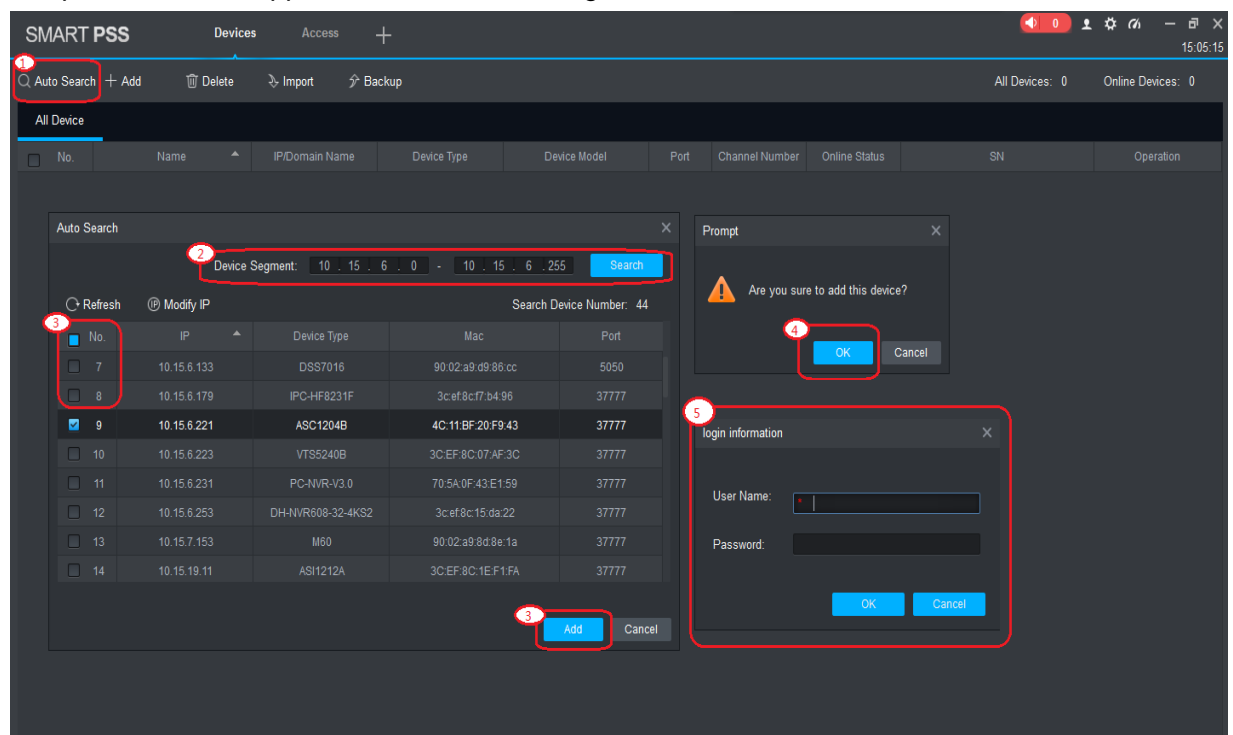 SMART PSS Devices Access 0
15:05:15
1
Auto Search Add Delete Import Backup All Devices: 0 Online Devices: 0
All Device
No. Name IP/Domain Name Device Type Device Model Port Channel Number Online Status SN Operation
Auto Search
2
Device Segment: 10 . 15 . 6 . 0 - 10 . 15 . 6 . 255 Search
Refresh IP Modify IP Search Device Number: 44
3
No. IP Device Type Mac Port
7 10.15.6.133 DSS7016 90:02:a9:d9:86:cc 5050
8 10.15.6.179 IPC-HF8231F 3c:ef:8c:f7:b4:96 37777
9 10.15.6.221 ASC1204B 4C:11:BF:20:F9:43 37777
10 10.15.6.223 VTS5240B 3C:EF:8C:07:AF:3C 37777
11 10.15.6.231 PC-NVR-V3.0 70:5A:0F:43:E1:59 37777
12 10.15.6.253 DH-NVR608-32-4KS2 3c:ef:8c:15:da:22 37777
13 10.15.7.153 M60 90:02:a9:8d:8e:1a 37777
14 10.15.19.11 ASI1212A 3C:EF:8C:1E:F1:FA 37777
3
Add Cancel
Prompt
Are you sure to add this device?
4
OK Cancel
5
login information
User Name: *
Password:
OK Cancel